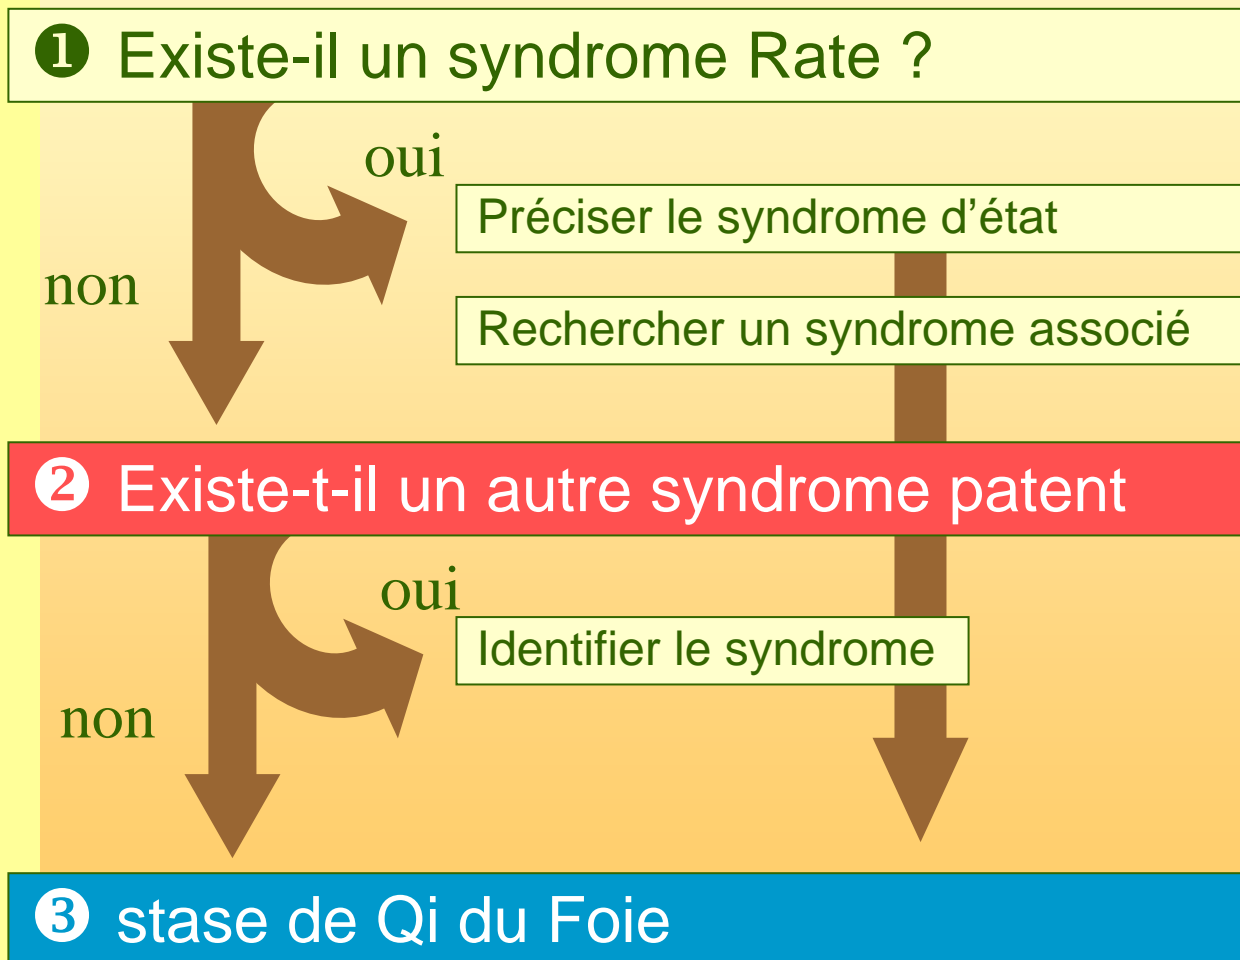 ❶ Existe-il un syndrome Rate ?
oui
Préciser le syndrome d’état
non
Rechercher un syndrome associé
❷ Existe-t-il un autre syndrome patent
oui
Identifier le syndrome
non
❸ stase de Qi du Foie